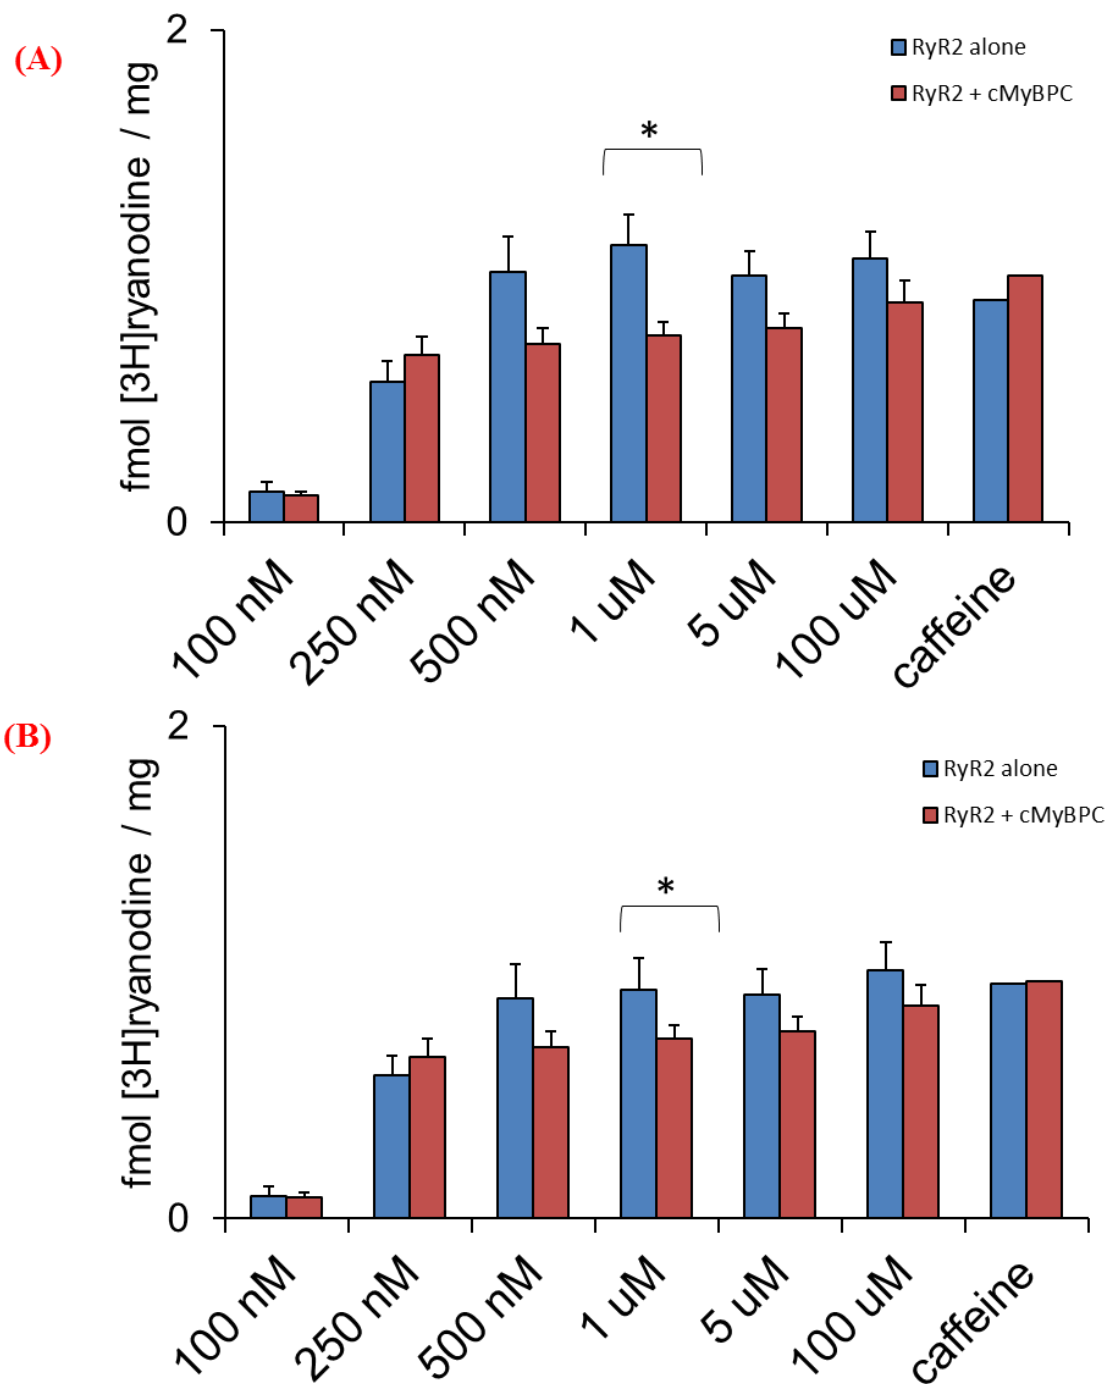 (A)
2
fmol [3H]ryanodine / mg
0
RyR2 alone
RyR2 + cMyBPC
*
100 nM
250 nM
500 nM
1 uM
5 uM
100 uM
caffeine
(B)
2
fmol [3H]ryanodine / mg
0
RyR2 alone
RyR2 + cMyBPC
*
100 nM
250 nM
500 nM
1 uM
5 uM
100 uM
caffeine